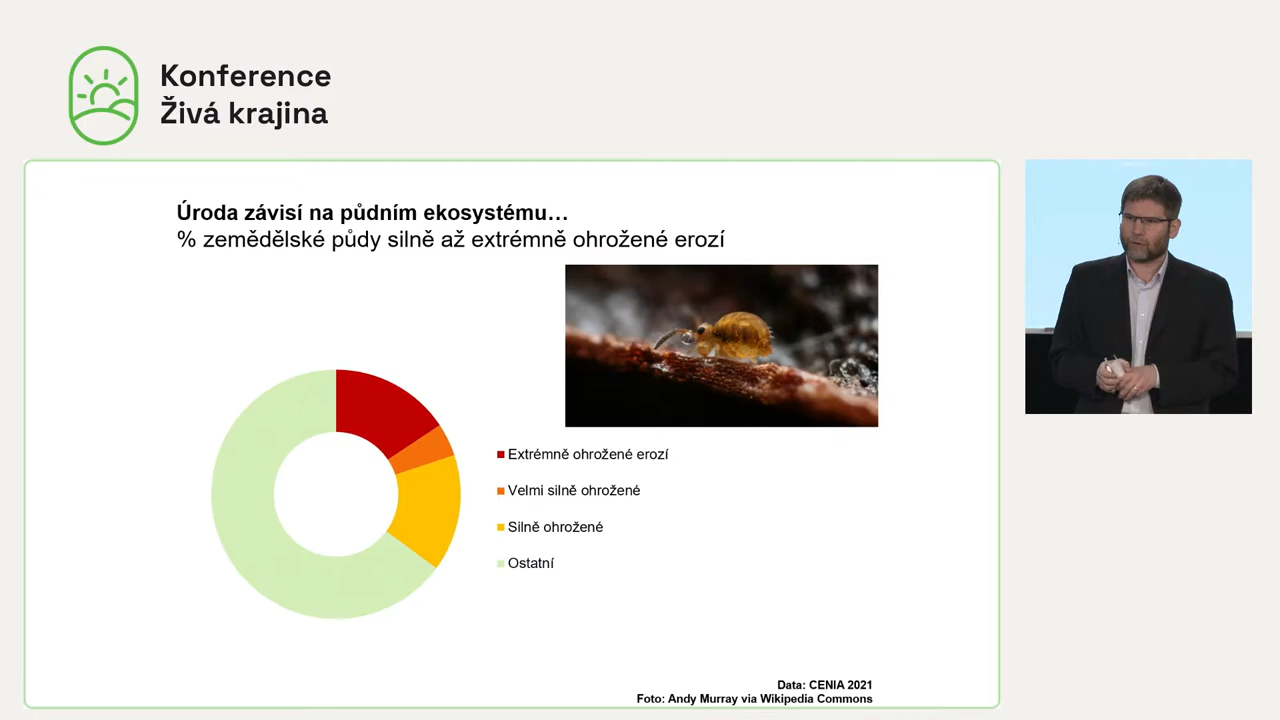 Konference
Živá krajina
Úroda závisí na půdním ekosystému…
% zemědělské půdy silně až extrémně ohrožené erozí
Extrémně ohrožené erozí
Velmi silně ohrožené
Silně ohrožené
Ostatní
Data: CENIA 2021
Foto: Andy Murray via Wikipedia Commons